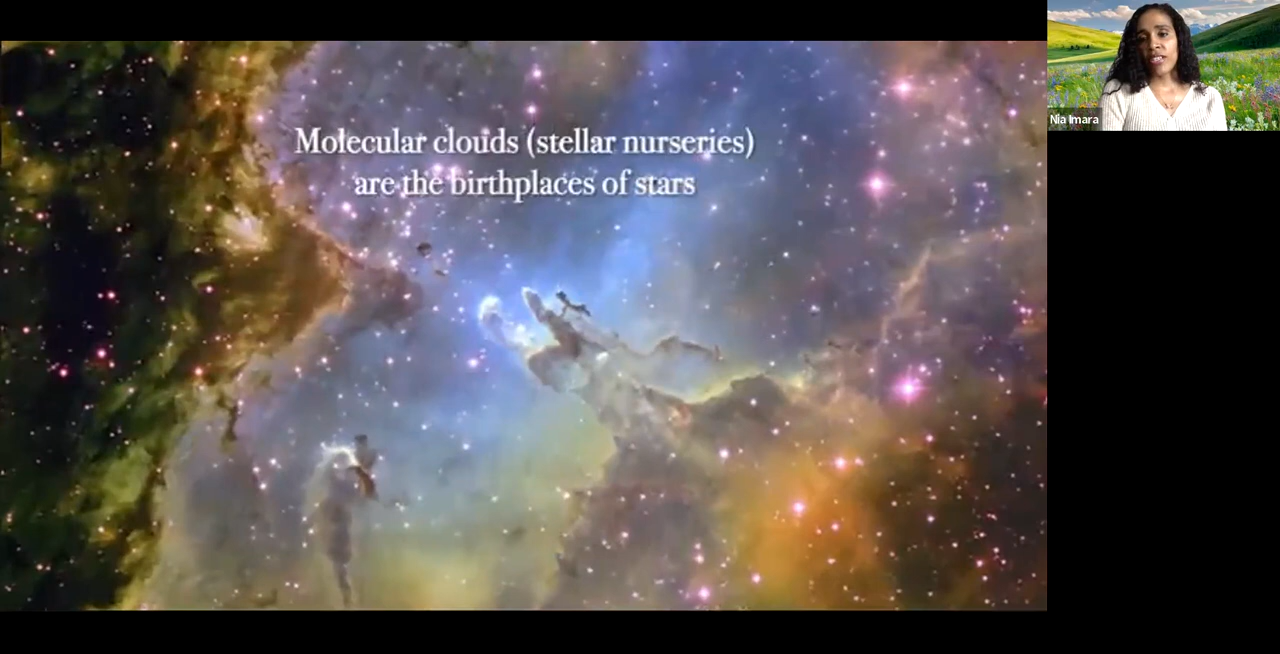 Molecular clouds (stellar nurseries)
are the birthplaces of stars
Nia Imara